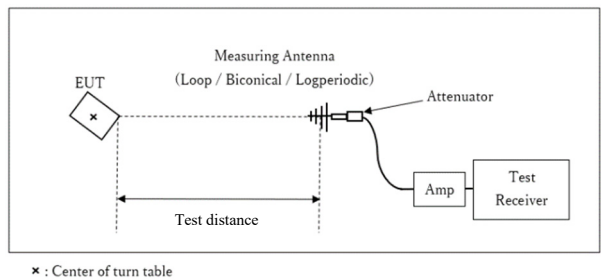 Measuring Antenna
(Loop / Biconical / Logperiodic)
EUT
Attenuator
Test distance
Amp
Test
Receiver
× : Center of turn table